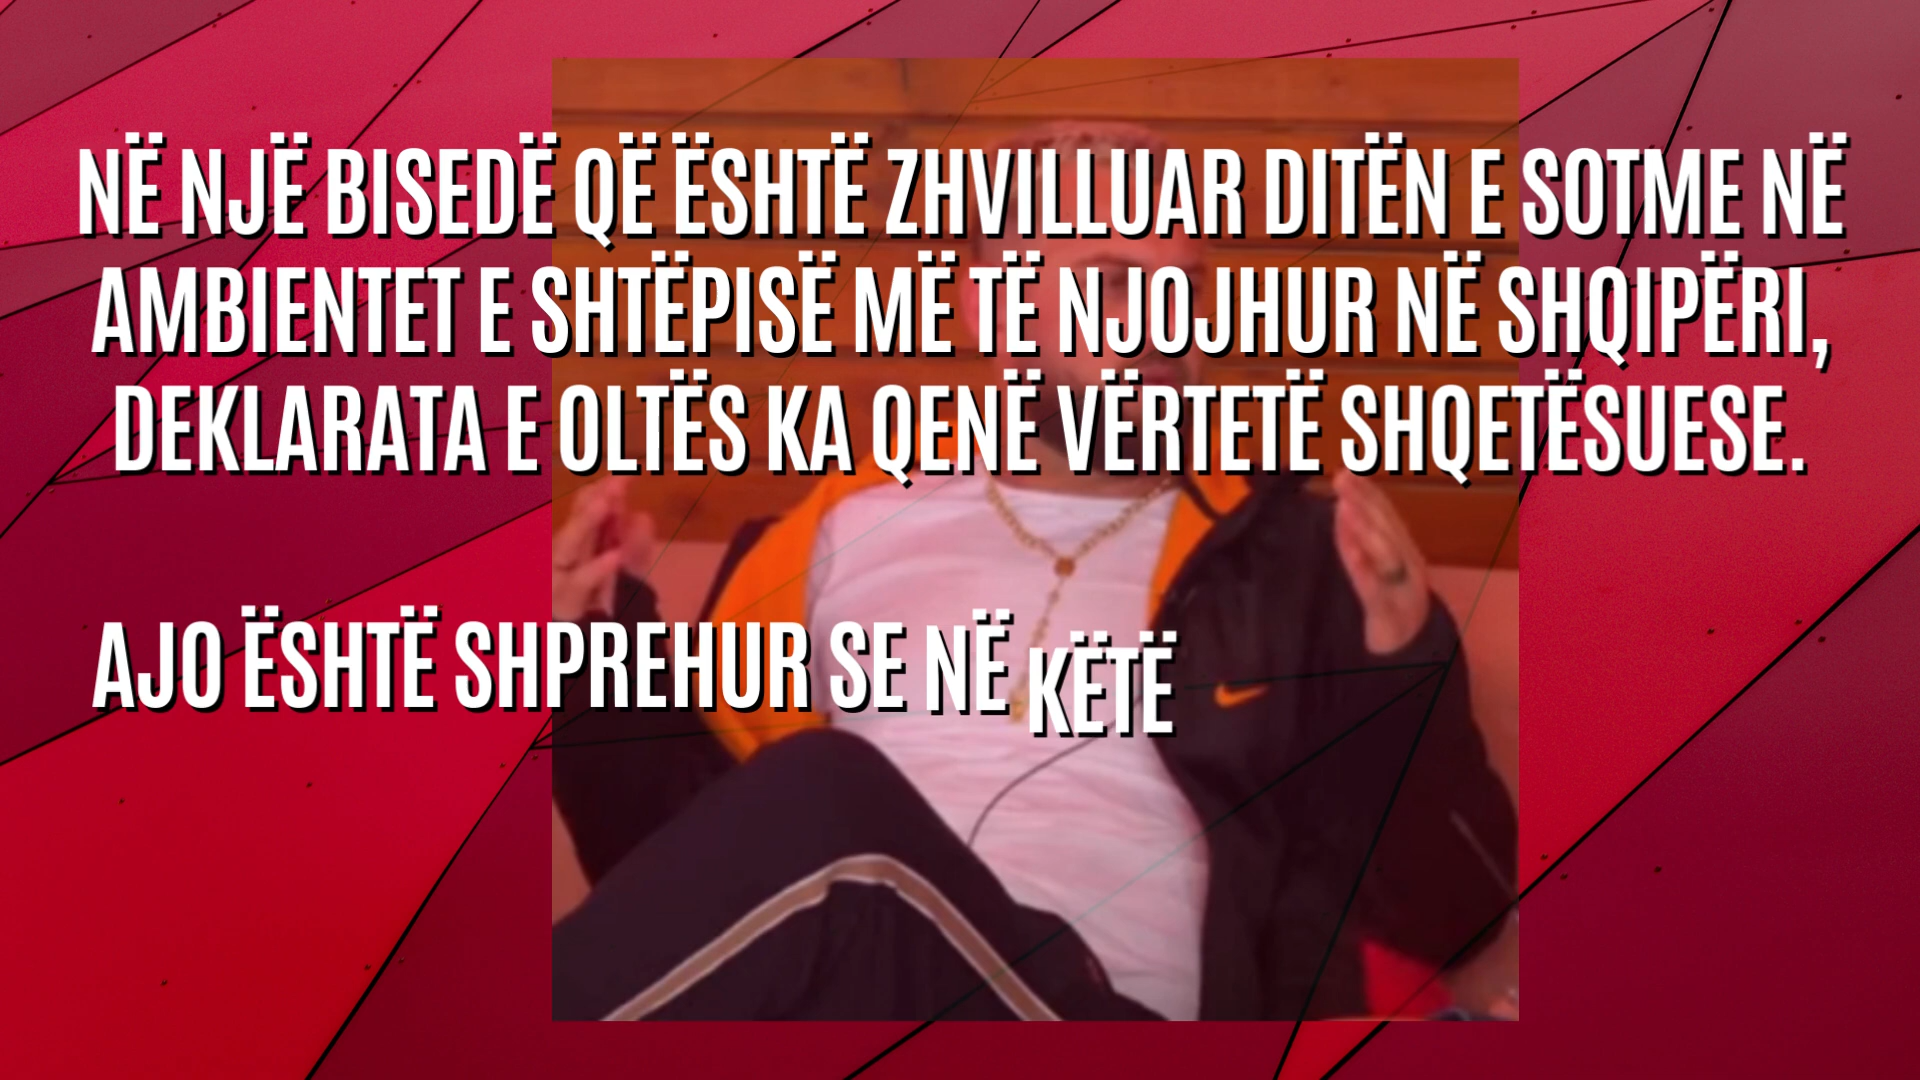 NË NJË BISEDË QË ËSHTË ZHVILLUAR DITËN E SOTME NË
AMBIENTET E SHTËPISË MË TË NJOJHUR NË SHQIPËRI,
DEKLARATA E OLTËS KA QENË VËRTETË SHQETËSUESE.
AJO ËSHTË SHPREHUR SE NË KËTË